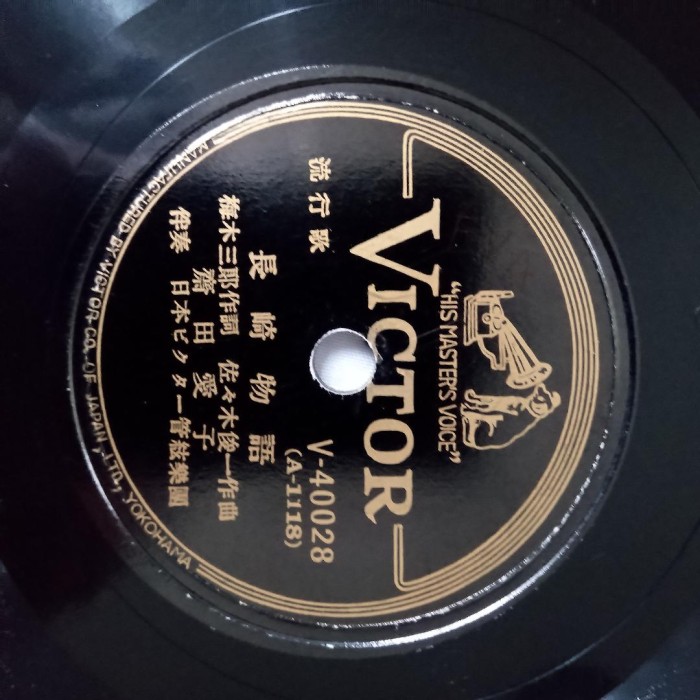 "HIS MASTER'S VOICE"
VICTOR
流行歌
V-40028
(A-1118)
長崎物語
梅木三郎作詞 佐々木俊一作曲
齋田愛子
伴奏 日本ビクター管絃樂團
MANUFACTURED BY VICTOR CO. OF JAPAN, LTD., YOKOHAMA